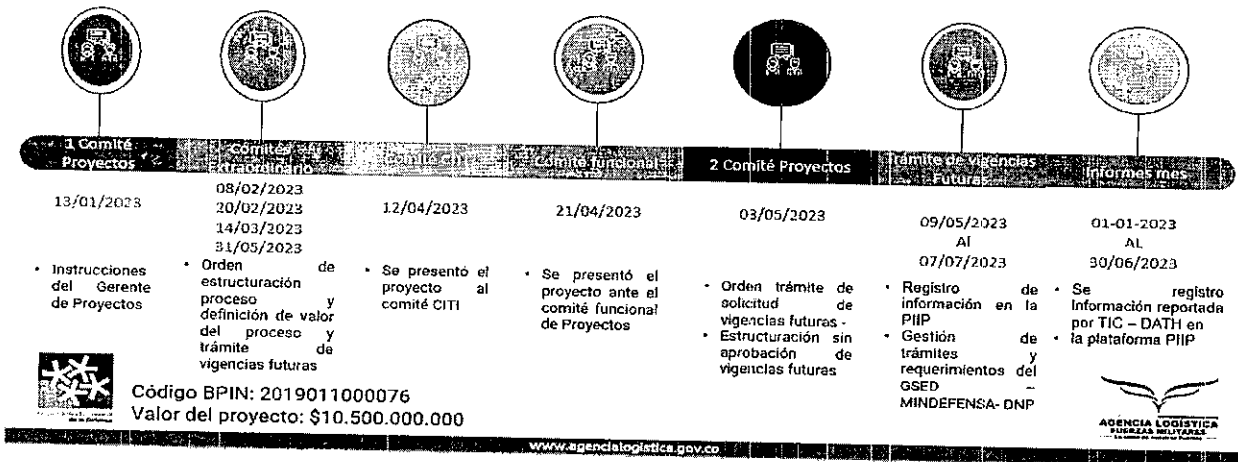 1 Comité
Proyectos
13/01/2023
• Instrucciones
del Gerente
de Proyectos
Comités
Extraordinario
08/02/2023
20/02/2023
14/03/2023
31/05/2023
• Orden de
estructuración
proceso y
definición de valor
del proceso y
trámite de
vigencias futuras
Comité CITI
12/04/2023
• Se presentó el
proyecto al
comité CITI
Comité funcional
21/04/2023
• Se presentó el
proyecto ante el
comité funcional
de Proyectos
2 Comité Proyectos
03/05/2023
• Orden trámite de
solicitud de
vigencias futuras -
• Estructuración sin
aprobación de
vigencias futuras
Trámite de vigencias
Futuras
09/05/2023
Al
07/07/2023
• Registro de
información en la
PIIP
• Gestión de
trámites y
requerimientos del
GSED –
MINDEFENSA- DNP
Informes mes
01-01-2023
AL
30/06/2023
• Se registro
Información reportada
por TIC – DATH en
• la plataforma PIIP
Código BPIN: 2019011000076
Valor del proyecto: $10.500.000.000
AGENCIA LOGÍSTICA
FUERZAS MILITARES
www.agencialogistica.gov.co